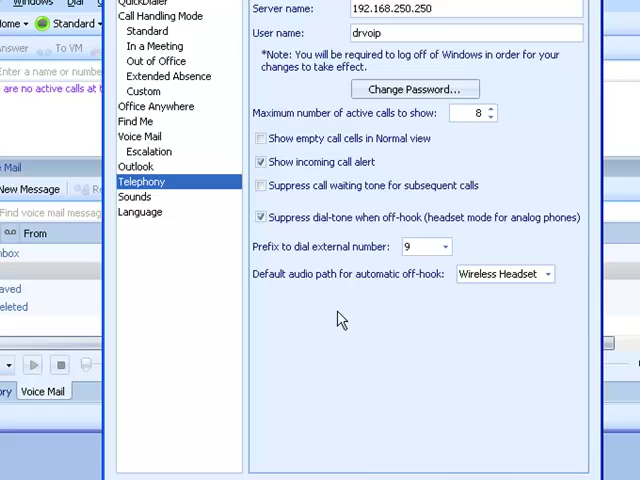 Windows Dial
ome Standard
Answer To VM
Enter a name or numbe
are no active calls at t
Mail
New Message Re
Find voice mail messag
From
nbox
aved
eleted
ory Voice Mail
QuickDialer
Call Handling Mode
Standard
In a Meeting
Out of Office
Extended Absence
Custom
Office Anywhere
Find Me
Voice Mail
Escalation
Outlook
Telephony
Sounds
Language
Server name: 192.168.250.250
User name: drvoip
*Note: You will be required to log off of Windows in order for your
changes to take effect.
Change Password...
Maximum number of active calls to show: 8
Show empty call cells in Normal view
Show incoming call alert
Suppress call waiting tone for subsequent calls
Suppress dial-tone when off-hook (headset mode for analog phones)
Prefix to dial external number: 9
Default audio path for automatic off-hook: Wireless Headset